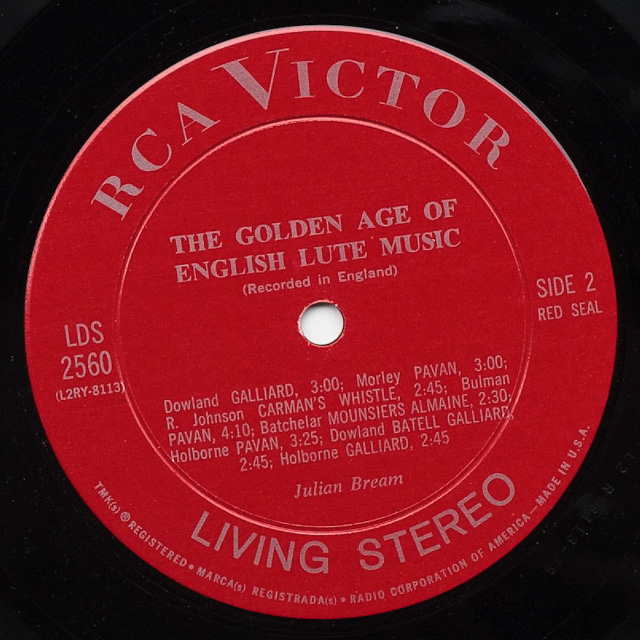 RCA VICTOR
THE GOLDEN AGE OF
ENGLISH LUTE MUSIC
(Recorded in England)
SIDE 2
RED SEAL
LDS
2560
(L2RY-8113)
Dowland GALLIARD, 3:00; Morley PAVAN, 3:00;
R. Johnson CARMAN'S WHISTLE, 2:45; Bulman
PAVAN, 4:10; Batchelar MOUNSIERS ALMAINE, 2:30;
Holborne PAVAN, 3:25; Dowland BATELL GALLIARD,
2:45; Holborne GALLIARD, 2:45
Julian Bream
LIVING STEREO
TMK(s) ® REGISTERED • MARCA(s) REGISTRADA(s) • RADIO CORPORATION OF AMERICA — MADE IN U.S.A.